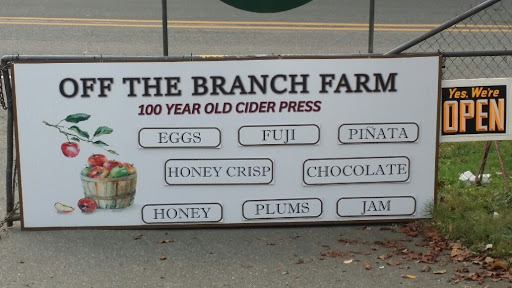 OFF THE BRANCH FARM
100 YEAR OLD CIDER PRESS
EGGS FUJI PIÑATA
HONEY CRISP CHOCOLATE
HONEY PLUMS JAM
Yes. We're
OPEN